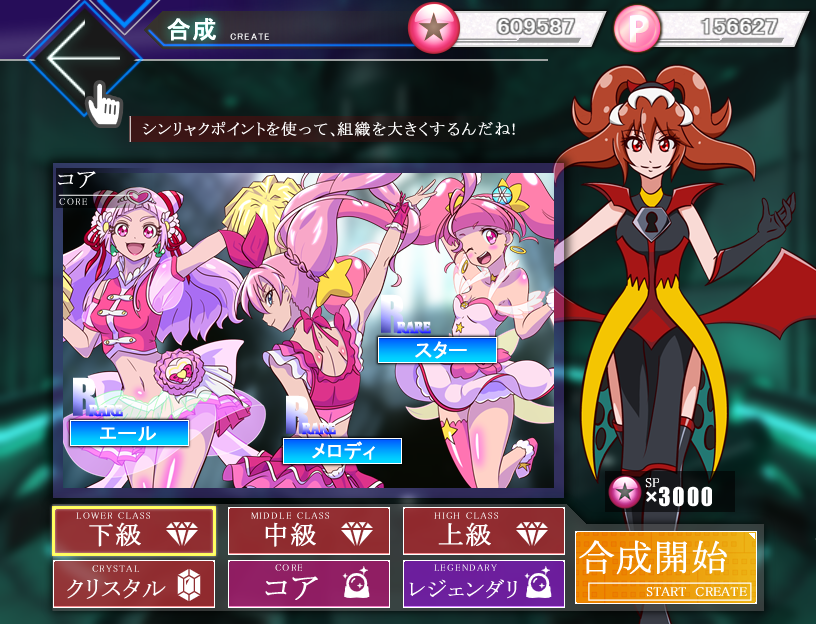 合成 CREATE
609587
P 156627
シンリャクポイントを使って、組織を大きくするんだね!
コア
CORE
R RARE
エール
R RARE
メロディ
R RARE
スター
SP
×3000
LOWER CLASS
下級
MIDDLE CLASS
中級
HIGH CLASS
上級
CRYSTAL
クリスタル
CORE
コア
LEGENDARY
レジェンダリ
合成開始
START CREATE